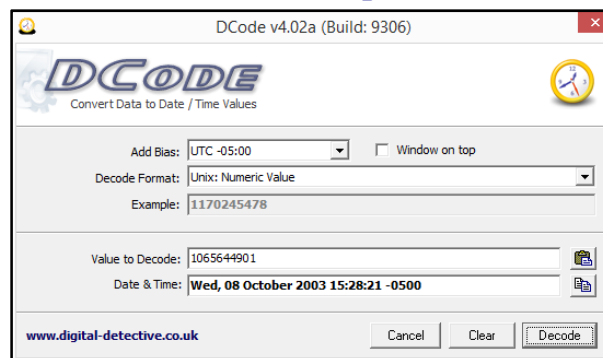 DCode v4.02a (Build: 9306)
DCODE
Convert Data to Date / Time Values
Add Bias: UTC -05:00 Window on top
Decode Format: Unix: Numeric Value
Example: 1170245478
Value to Decode: 1065644901
Date & Time: Wed, 08 October 2003 15:28:21 -0500
www.digital-detective.co.uk Cancel Clear Decode